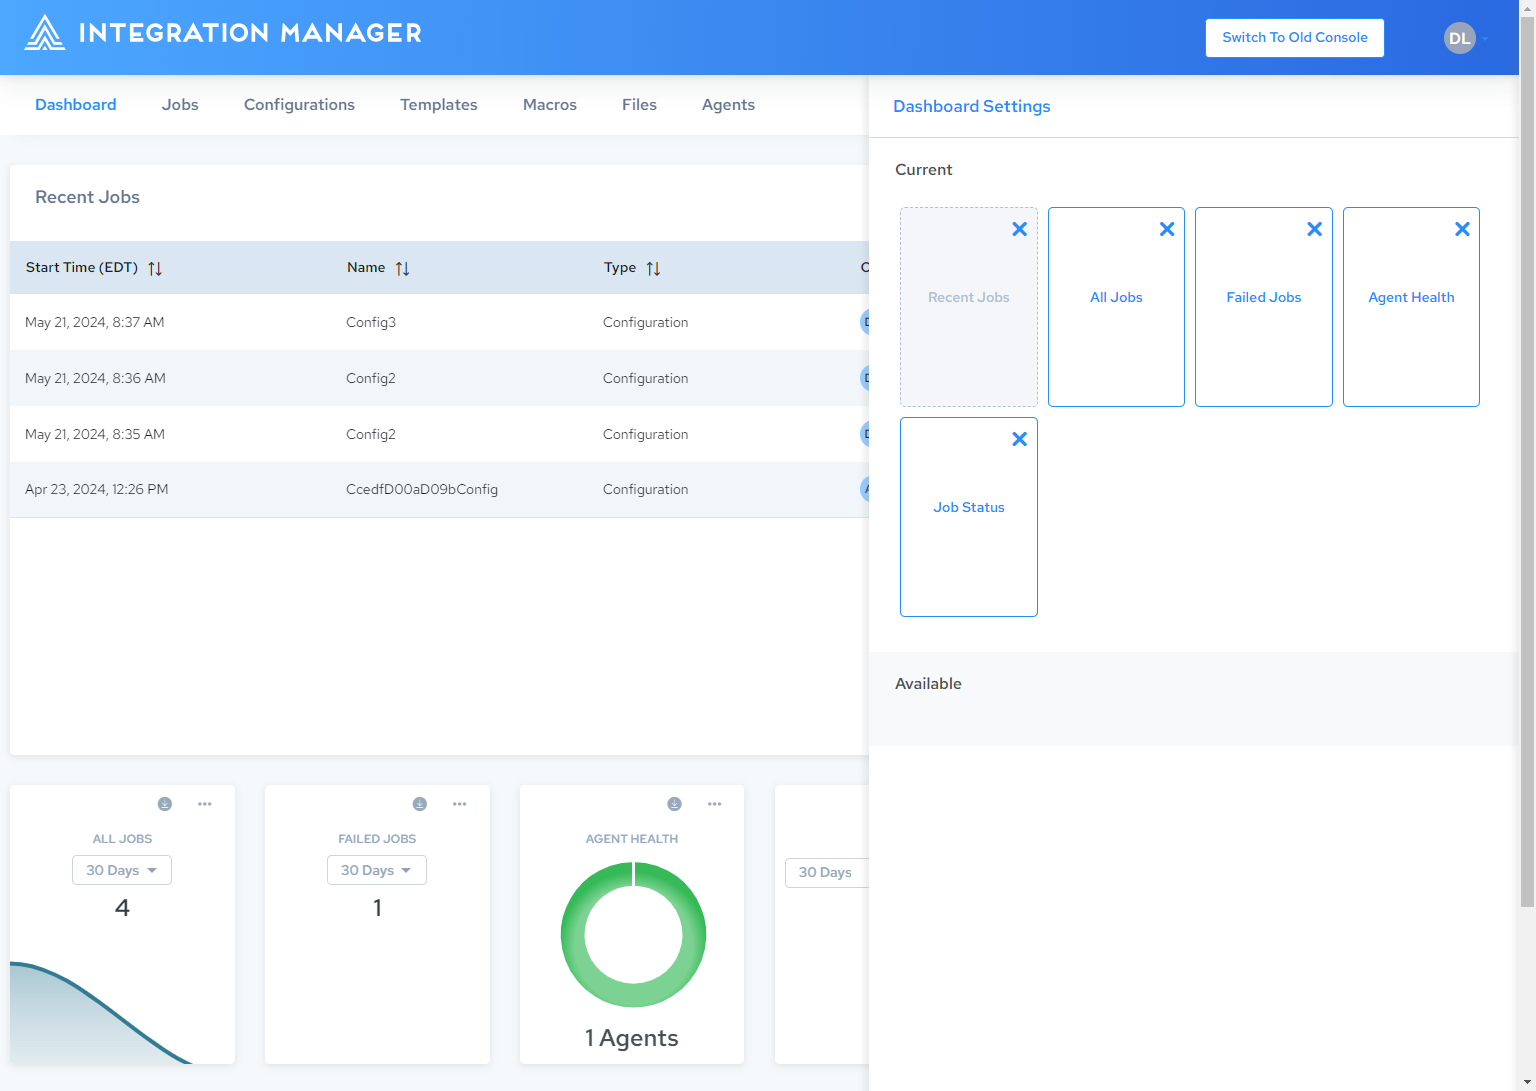 INTEGRATION MANAGER
Switch To Old Console
DL
Dashboard Jobs Configurations Templates Macros Files Agents
Recent Jobs
Start Time (EDT) Name Type
May 21, 2024, 8:37 AM Config3 Configuration
May 21, 2024, 8:36 AM Config2 Configuration
May 21, 2024, 8:35 AM Config2 Configuration
Apr 23, 2024, 12:26 PM CcedfD00aD09bConfig Configuration
ALL JOBS
30 Days
4
FAILED JOBS
30 Days
1
AGENT HEALTH
1 Agents
30 Days
Dashboard Settings
Current
Recent Jobs
All Jobs
Failed Jobs
Agent Health
Job Status
Available